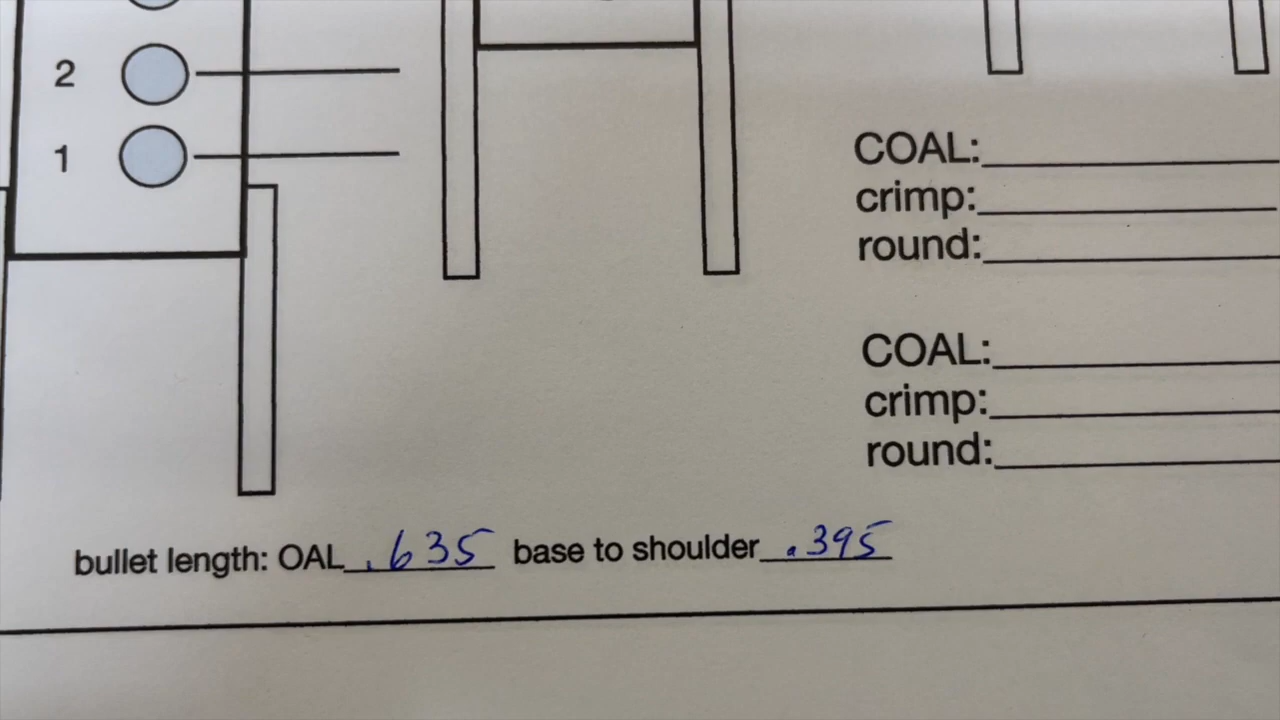 2
1
COAL:
crimp:
round:
COAL:
crimp:
round:
bullet length: OAL .635 base to shoulder .395